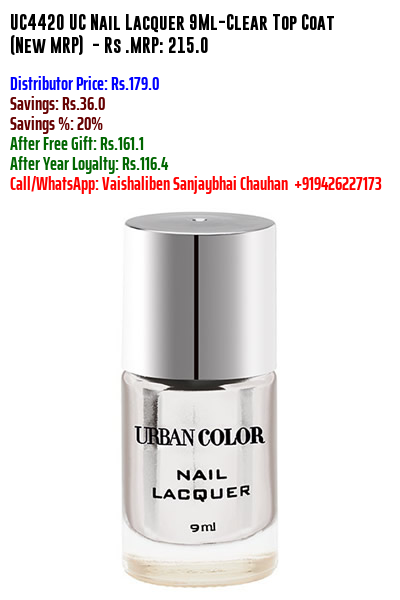 UC4420 UC Nail Lacquer 9Ml-Clear Top Coat
(New MRP) - Rs .MRP: 215.0
Distributor Price: Rs.179.0
Savings: Rs.36.0
Savings %: 20%
After Free Gift: Rs.161.1
After Year Loyalty: Rs.116.4
Call/WhatsApp: Vaishaliben Sanjaybhai Chauhan +919426227173
URBAN COLOR
NAIL
LACQUER
9ml